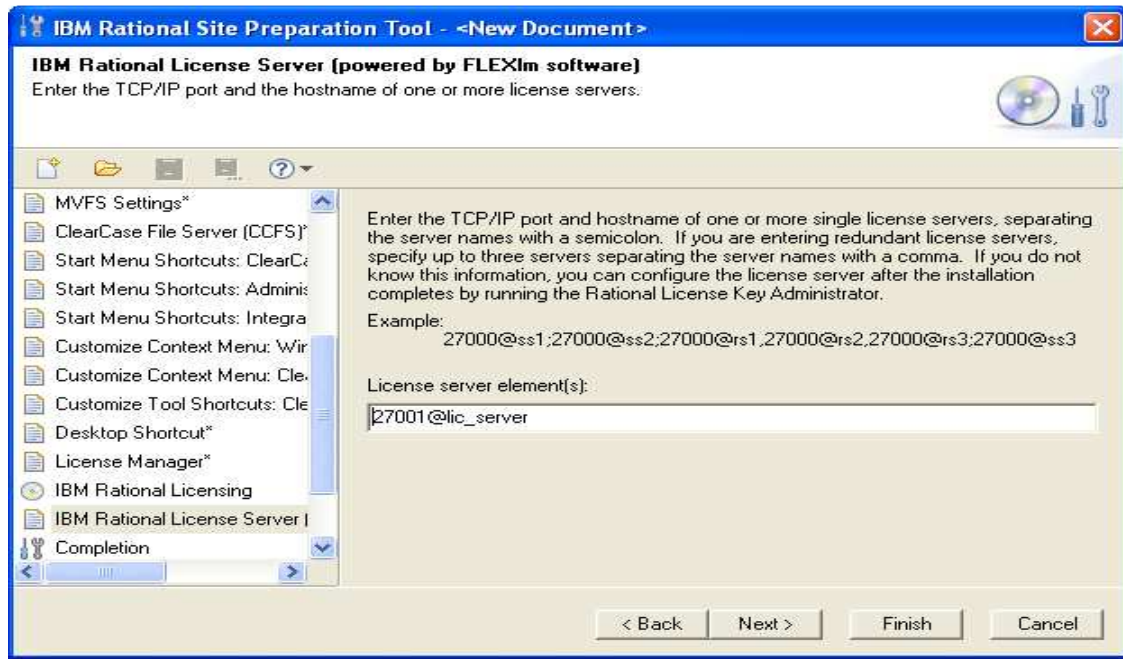 IBM Rational Site Preparation Tool - <New Document>
IBM Rational License Server (powered by FLEXlm software)
Enter the TCP/IP port and the hostname of one or more license servers.
MVFS Settings*
ClearCase File Server (CCFS)*
Start Menu Shortcuts: ClearCa
Start Menu Shortcuts: Adminis
Start Menu Shortcuts: Integra
Customize Context Menu: Wir
Customize Context Menu: Cle
Customize Tool Shortcuts: Cle
Desktop Shortcut*
License Manager*
IBM Rational Licensing
IBM Rational License Server (
Completion
Enter the TCP/IP port and hostname of one or more single license servers, separating
the server names with a semicolon. If you are entering redundant license servers,
specify up to three servers separating the server names with a comma. If you do not
know this information, you can configure the license server after the installation
completes by running the Rational License Key Administrator.
Example:
27000@ss1;27000@ss2;27000@rs1,27000@rs2,27000@rs3;27000@ss3
License server element(s):
27001@lic_server
< Back
Next >
Finish
Cancel